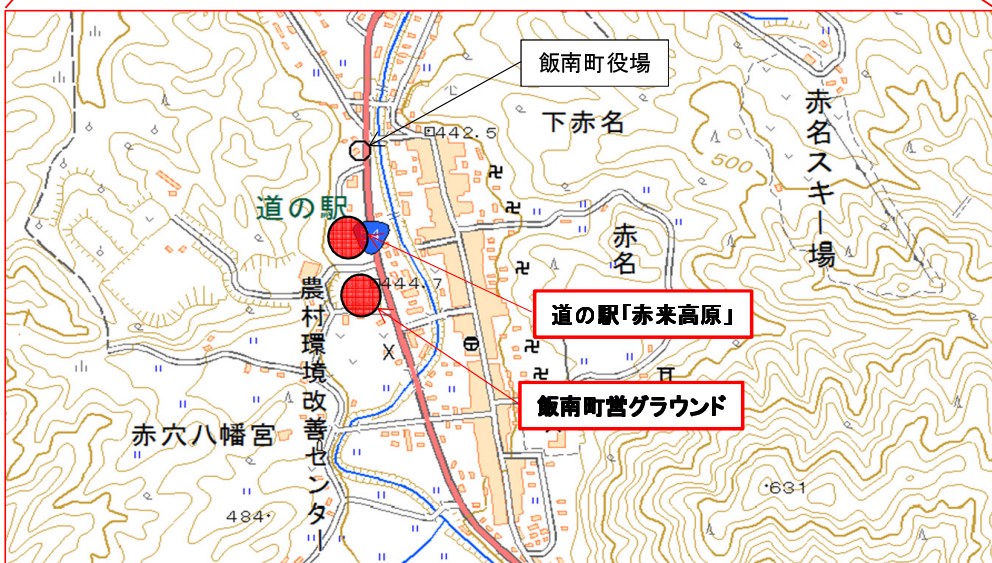 飯南町役場
442.5
下赤名
赤名スキー場
500
道の駅
赤名
444.7
農村環境改善センター
道の駅「赤来高原」
飯南町営グラウンド
赤穴八幡宮
484
631